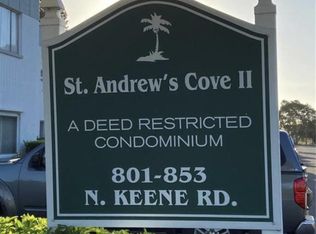 St. Andrew's Cove II
A DEED RESTRICTED
CONDOMINIUM
801-853
N. KEENE RD.